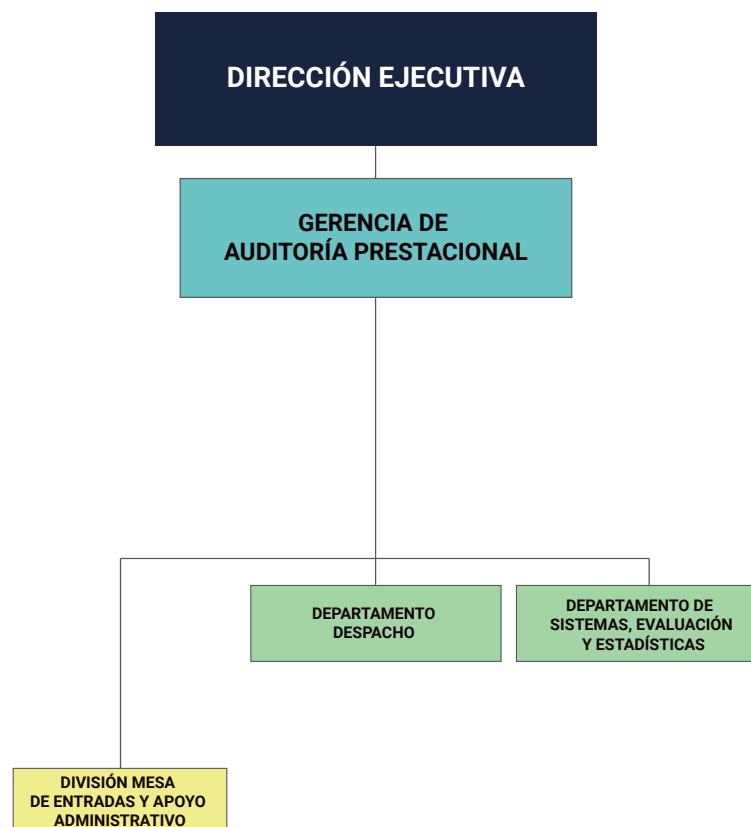 DIRECCIÓN EJECUTIVA
GERENCIA DE
AUDITORÍA PRESTACIONAL
DEPARTAMENTO
DESPACHO
DEPARTAMENTO DE
SISTEMAS, EVALUACIÓN
Y ESTADÍSTICAS
DIVISIÓN MESA
DE ENTRADAS Y APOYO
ADMINISTRATIVO